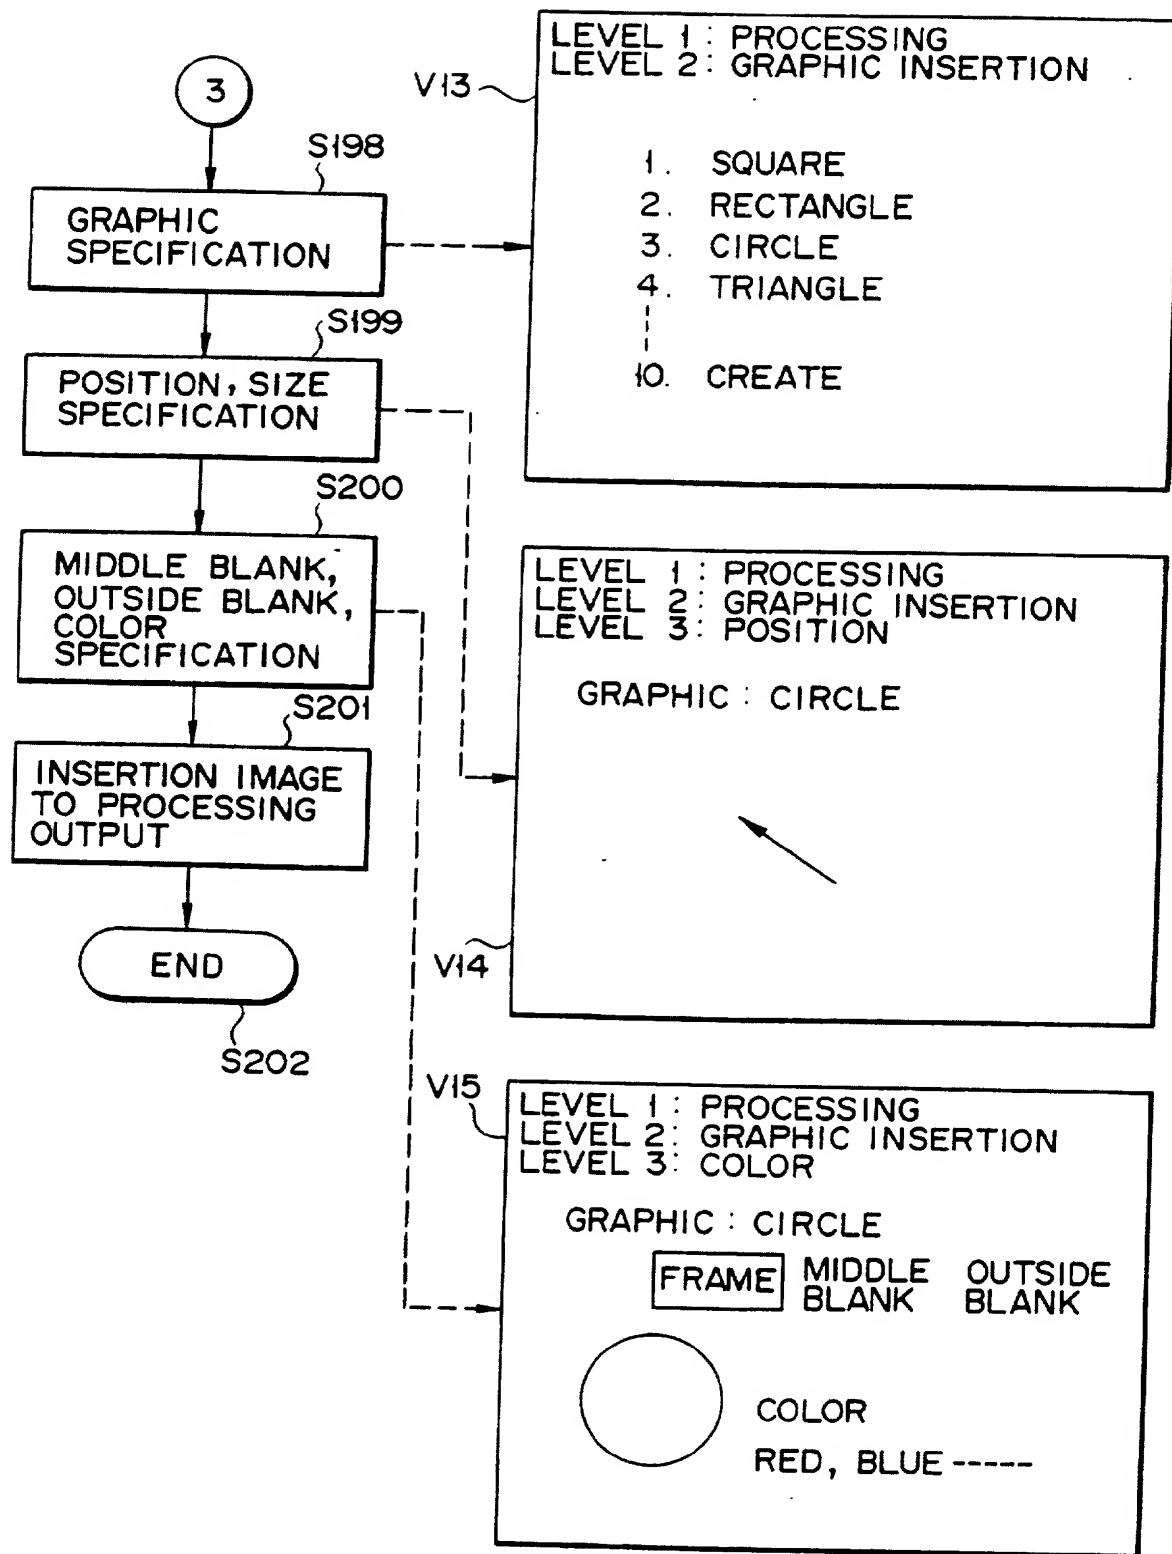 3
S198
GRAPHIC
SPECIFICATION
S199
POSITION, SIZE
SPECIFICATION
S200
MIDDLE BLANK,
OUTSIDE BLANK,
COLOR
SPECIFICATION
S201
INSERTION IMAGE
TO PROCESSING
OUTPUT
END
S202
V13
LEVEL 1 : PROCESSING
LEVEL 2 : GRAPHIC INSERTION
1. SQUARE
2. RECTANGLE
3. CIRCLE
4. TRIANGLE
10. CREATE
V14
LEVEL 1 : PROCESSING
LEVEL 2 : GRAPHIC INSERTION
LEVEL 3 : POSITION
GRAPHIC : CIRCLE
V15
LEVEL 1 : PROCESSING
LEVEL 2 : GRAPHIC INSERTION
LEVEL 3 : COLOR
GRAPHIC : CIRCLE
FRAME
MIDDLE
BLANK
OUTSIDE
BLANK
COLOR
RED, BLUE -----